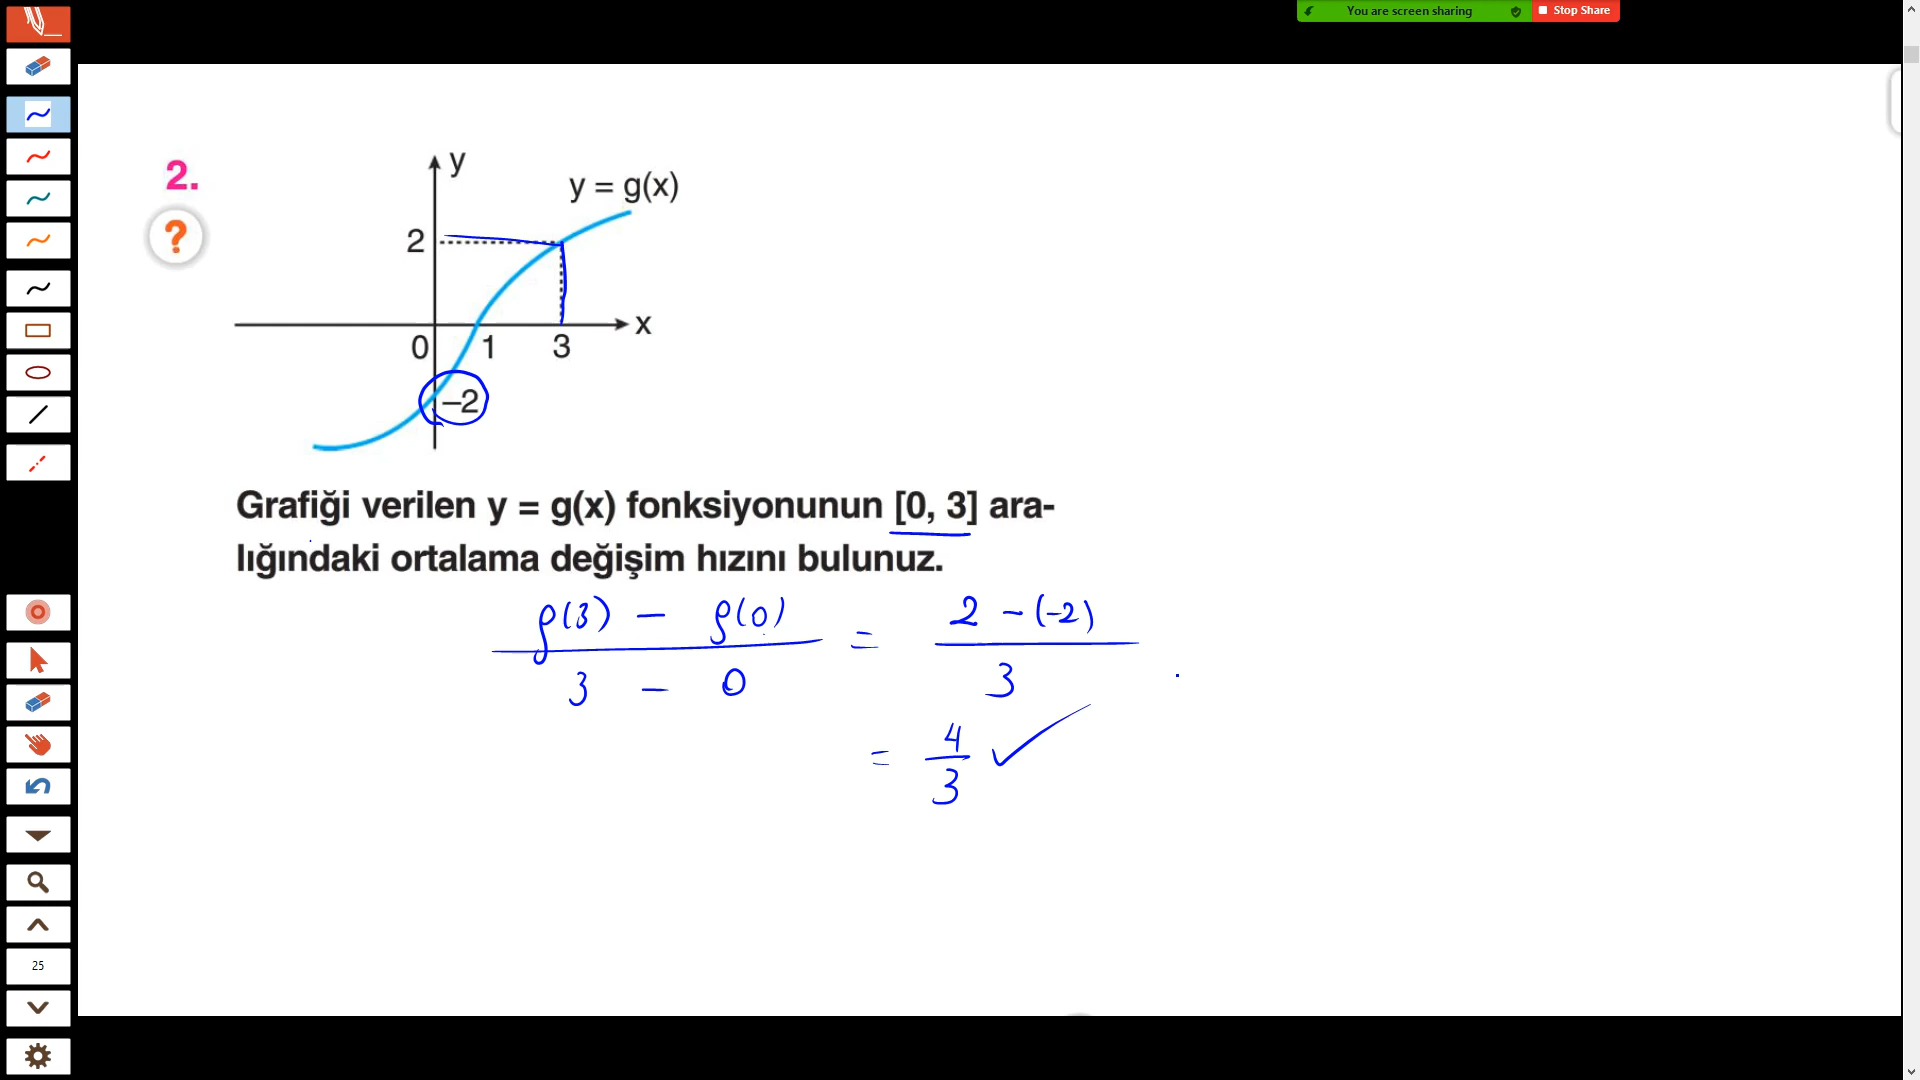 You are screen sharing
Stop Share
2.
?
y
y = g(x)
2
x
0
1
3
–2
Grafiği verilen y = g(x) fonksiyonunun [0, 3] ara-
lığındaki ortalama değişim hızını bulunuz.
g(3) – g(0) = 2 – (-2)
3 – 0 3
= 4
3
25